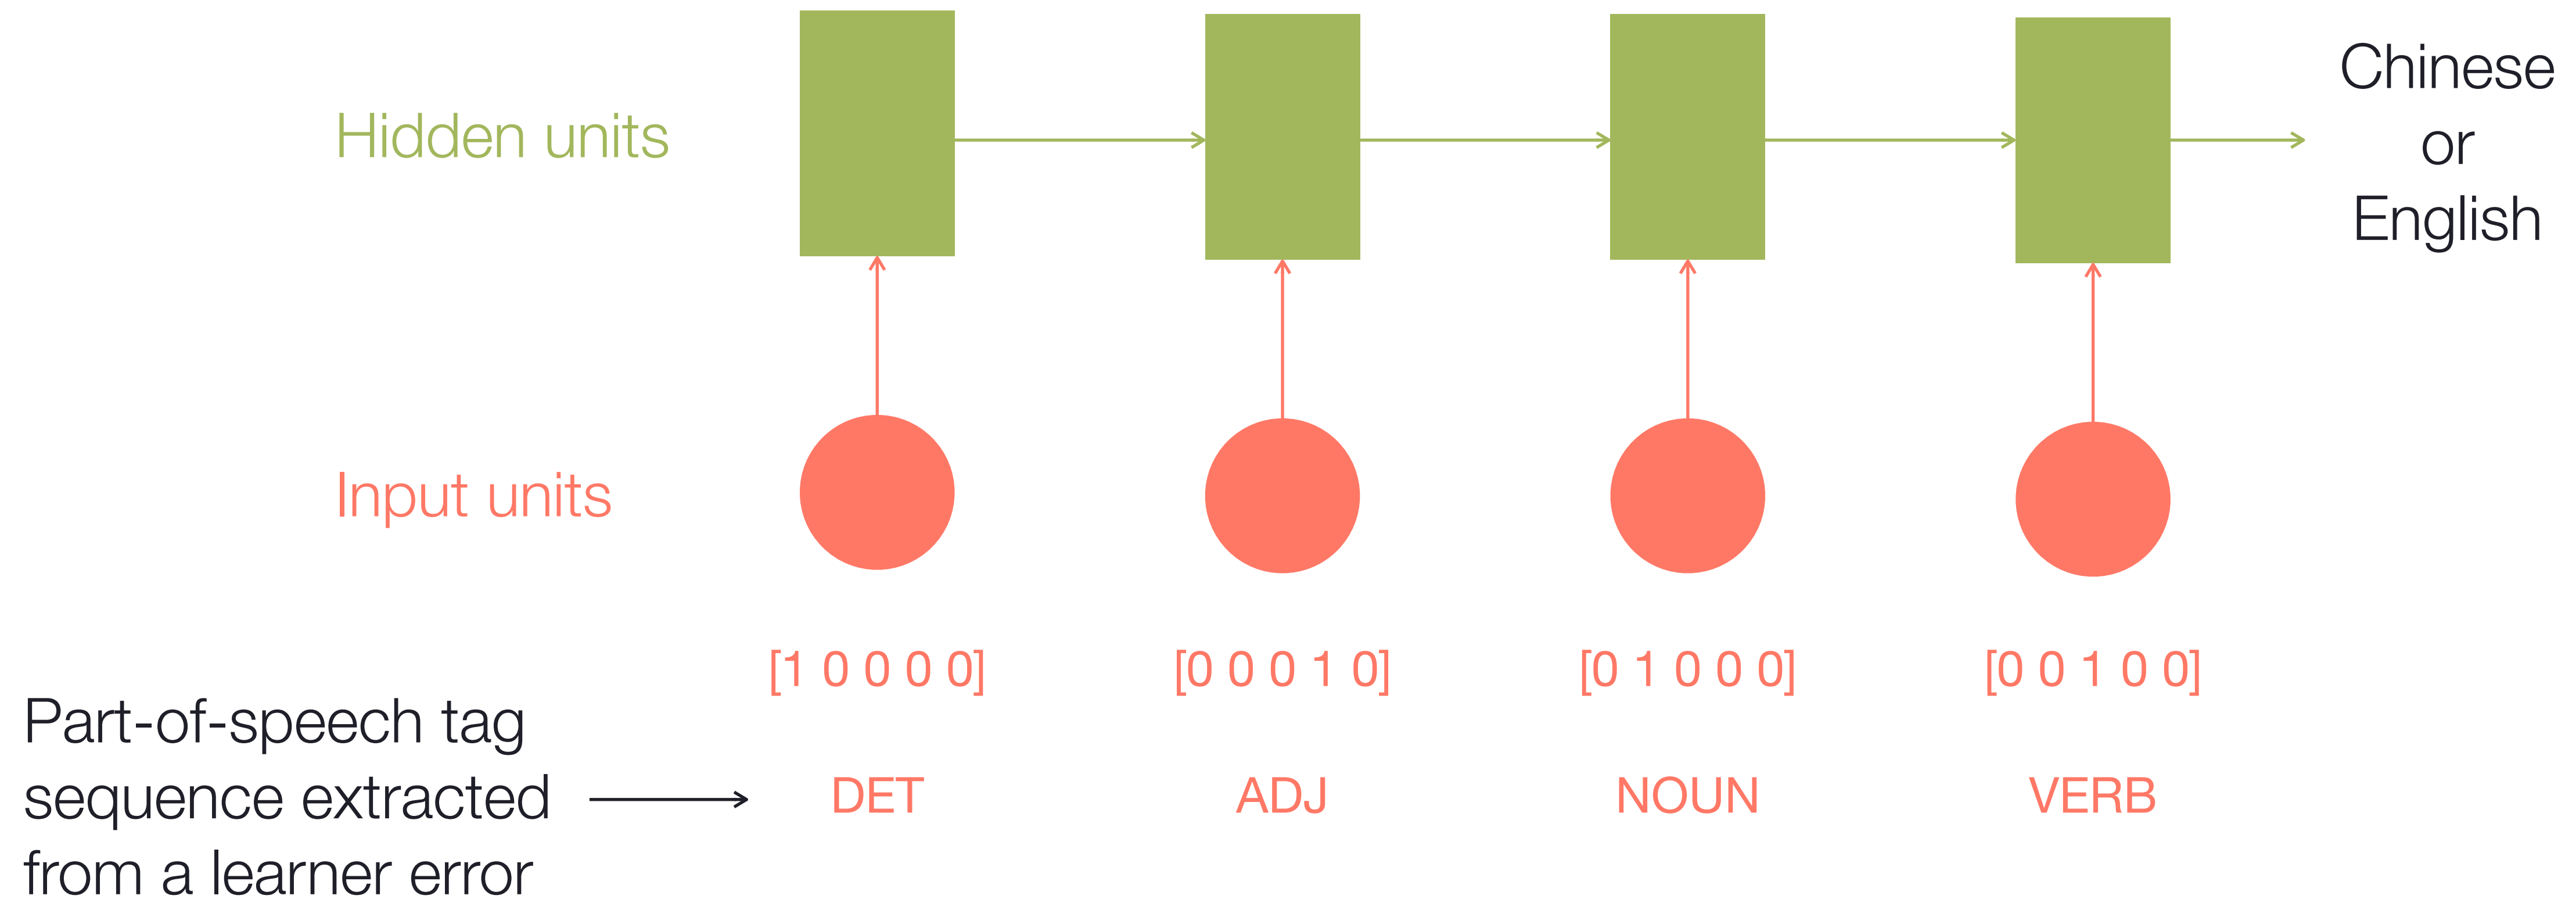 Hidden units
Chinese
or
English
Input units
[1 0 0 0 0] [0 0 0 1 0] [0 1 0 0 0] [0 0 1 0 0]
Part-of-speech tag
sequence extracted
from a learner error
DET ADJ NOUN VERB